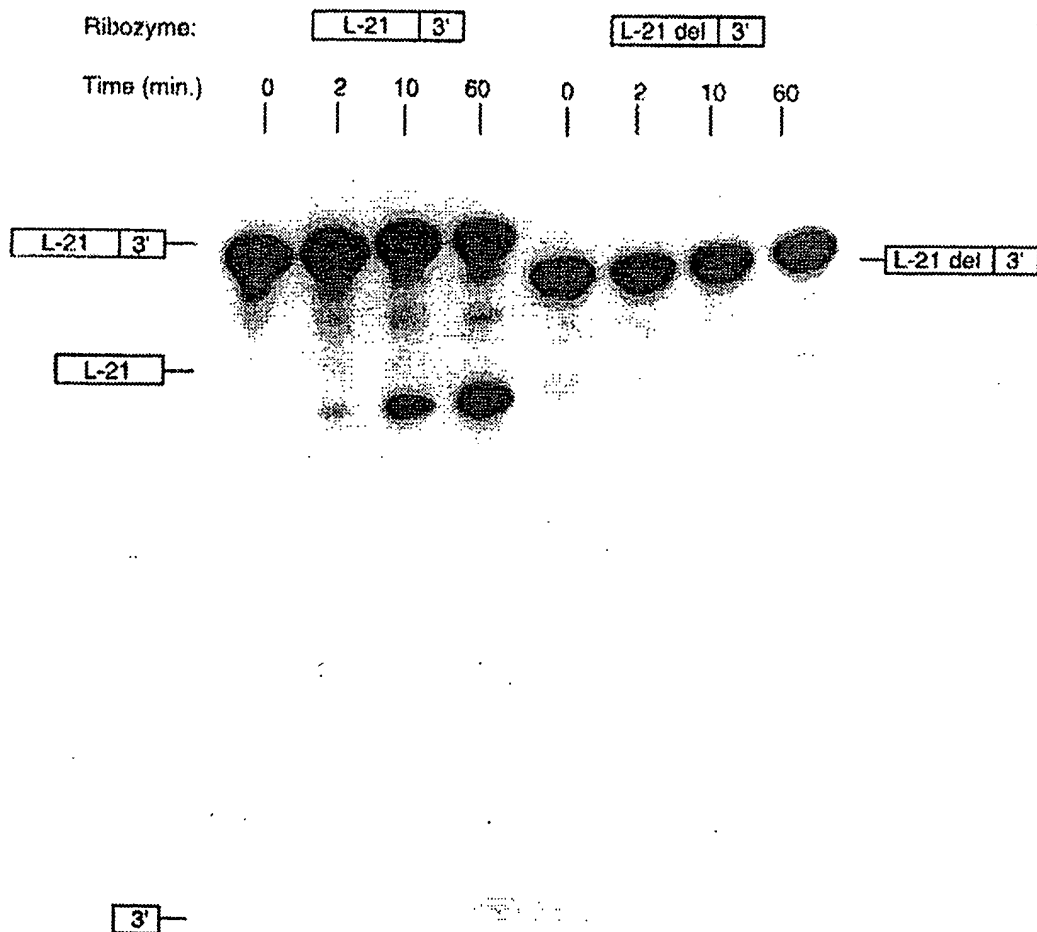 Ribozyme: L-21 3' L-21 del 3'
Time (min.) 0 2 10 60 0 2 10 60
L-21 3'
L-21 del 3'
L-21
3'